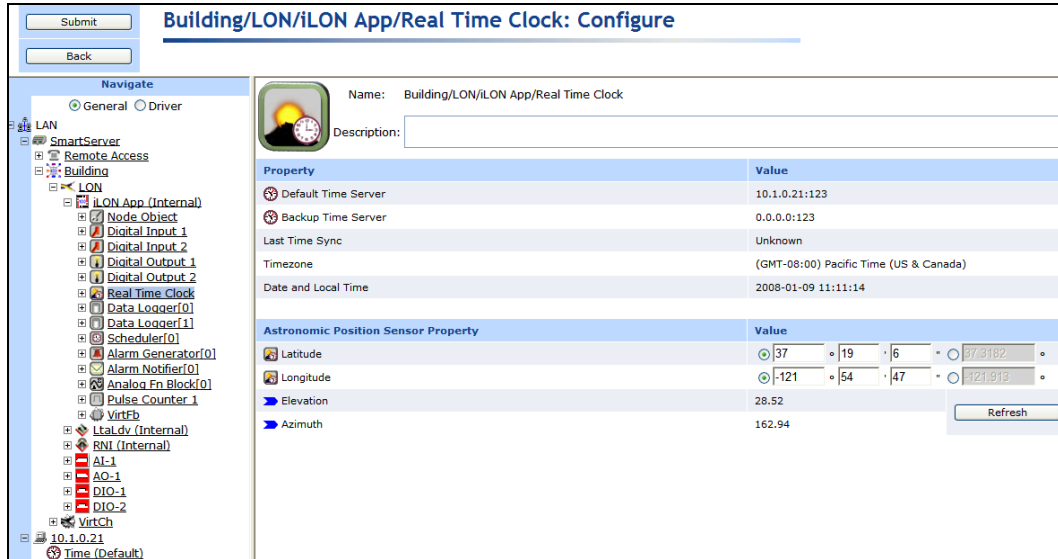 Submit
Building/LON/iLON App/Real Time Clock: Configure
Back
Navigate
General Driver
LAN
SmartServer
Remote Access
Building
LON
iLON App (Internal)
Node Object
Digital Input 1
Digital Input 2
Digital Output 1
Digital Output 2
Real Time Clock
Data Logger[0]
Data Logger[1]
Scheduler[0]
Alarm Generator[0]
Alarm Notifier[0]
Analog Fn Block[0]
Pulse Counter 1
VirtFb
LtaLdv (Internal)
RNI (Internal)
AI-1
AO-1
DIO-1
DIO-2
VirtCh
10.1.0.21
Time (Default)
Name: Building/LON/iLON App/Real Time Clock
Description:
Property Value
Default Time Server 10.1.0.21:123
Backup Time Server 0.0.0.0:123
Last Time Sync Unknown
Timezone (GMT-08:00) Pacific Time (US & Canada)
Date and Local Time 2008-01-09 11:11:14
Astronomic Position Sensor Property Value
Latitude 37 ° 19 ' 6 " 37.3182 °
Longitude -121 ° 54 ' 47 " -121.913 °
Elevation 28.52
Refresh
Azimuth 162.94